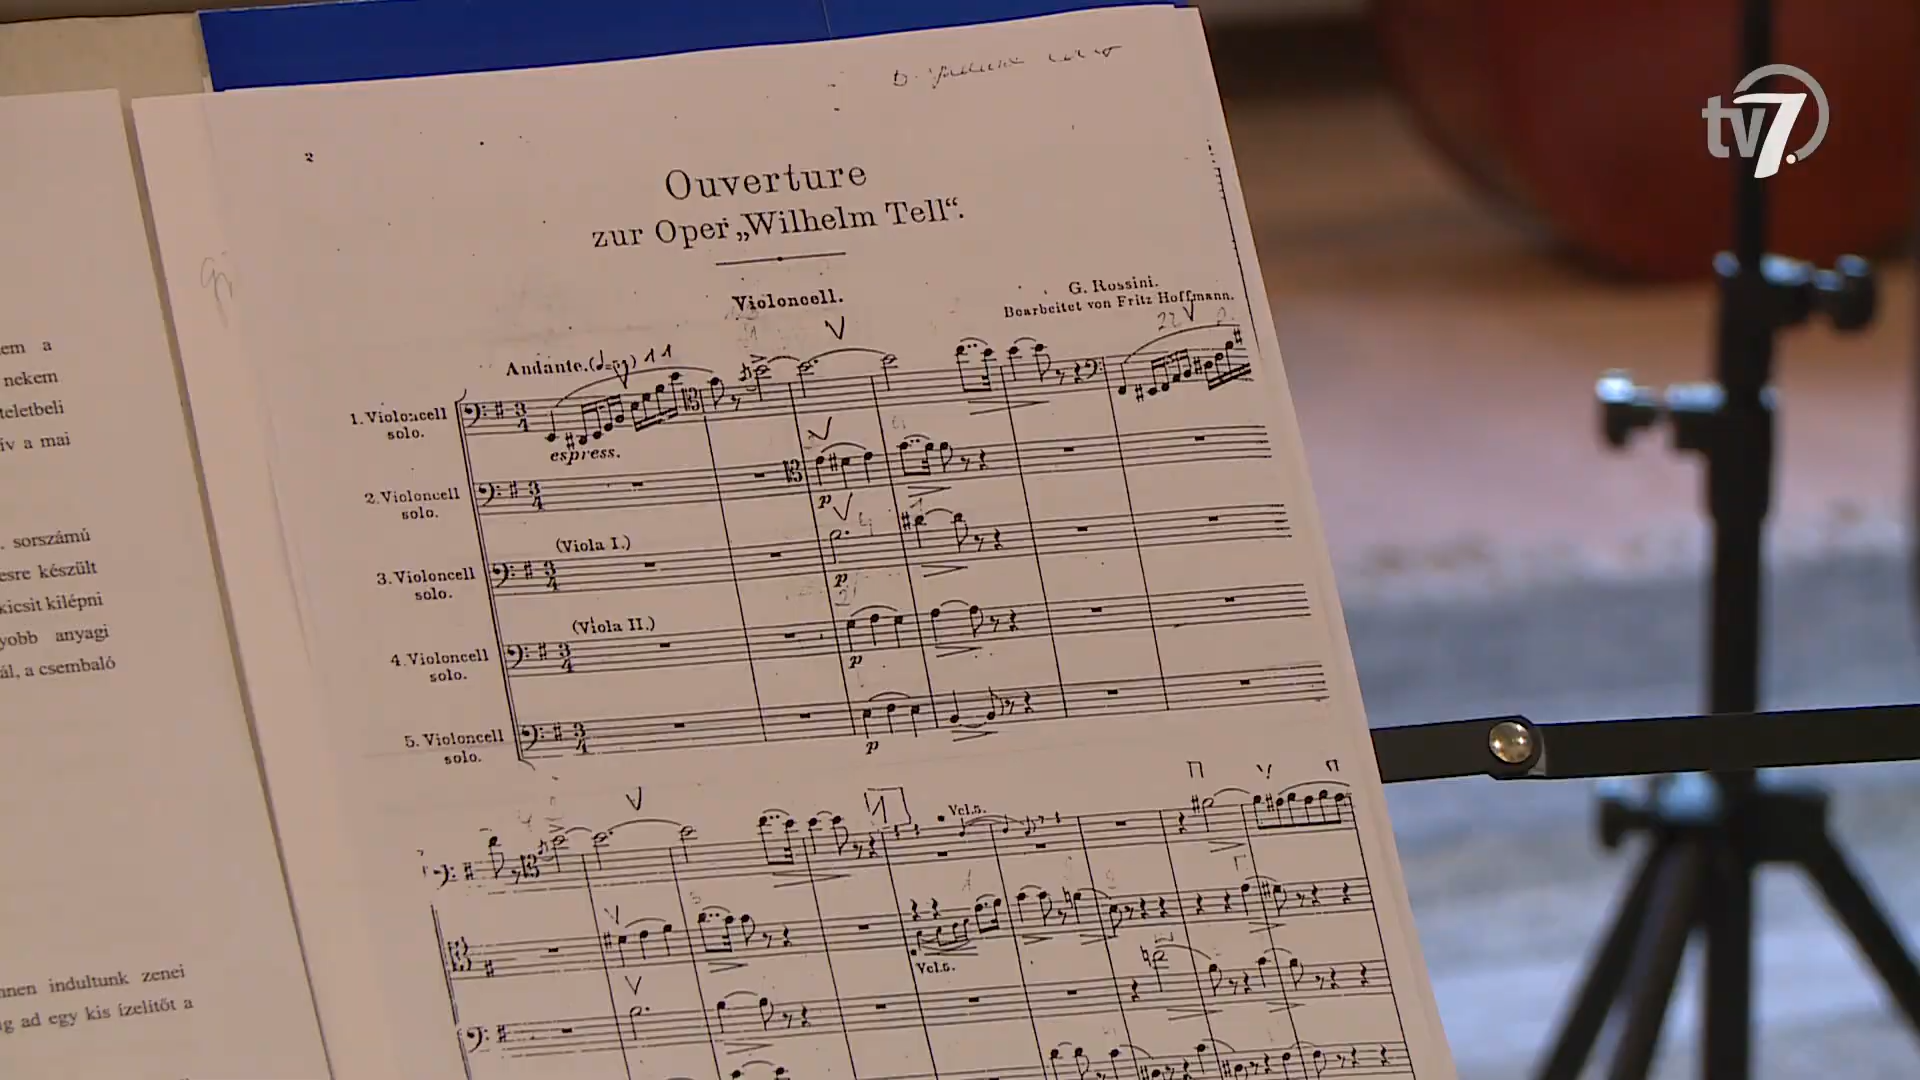 tv7.
em a
nekem
teletbeli
ív a mai
. sorszámú
esre készült
kicsit kilépni
yobb anyagi
ál, a csembaló
nnen indultunk zenei
g ad egy kis ízelítőt a
2
Ouverture
zur Oper „Wilhelm Tell“.
Violoncell.
G. Rossini.
Bearbeitet von Fritz Hoffmann.
Andante.
1. Violoncell
solo.
espress.
2. Violoncell
solo.
p
(Viola I.)
3. Violoncell
solo.
p
(Viola II.)
4. Violoncell
solo.
p
5. Violoncell
solo.
p
Vcl.5.
Vcl.5.